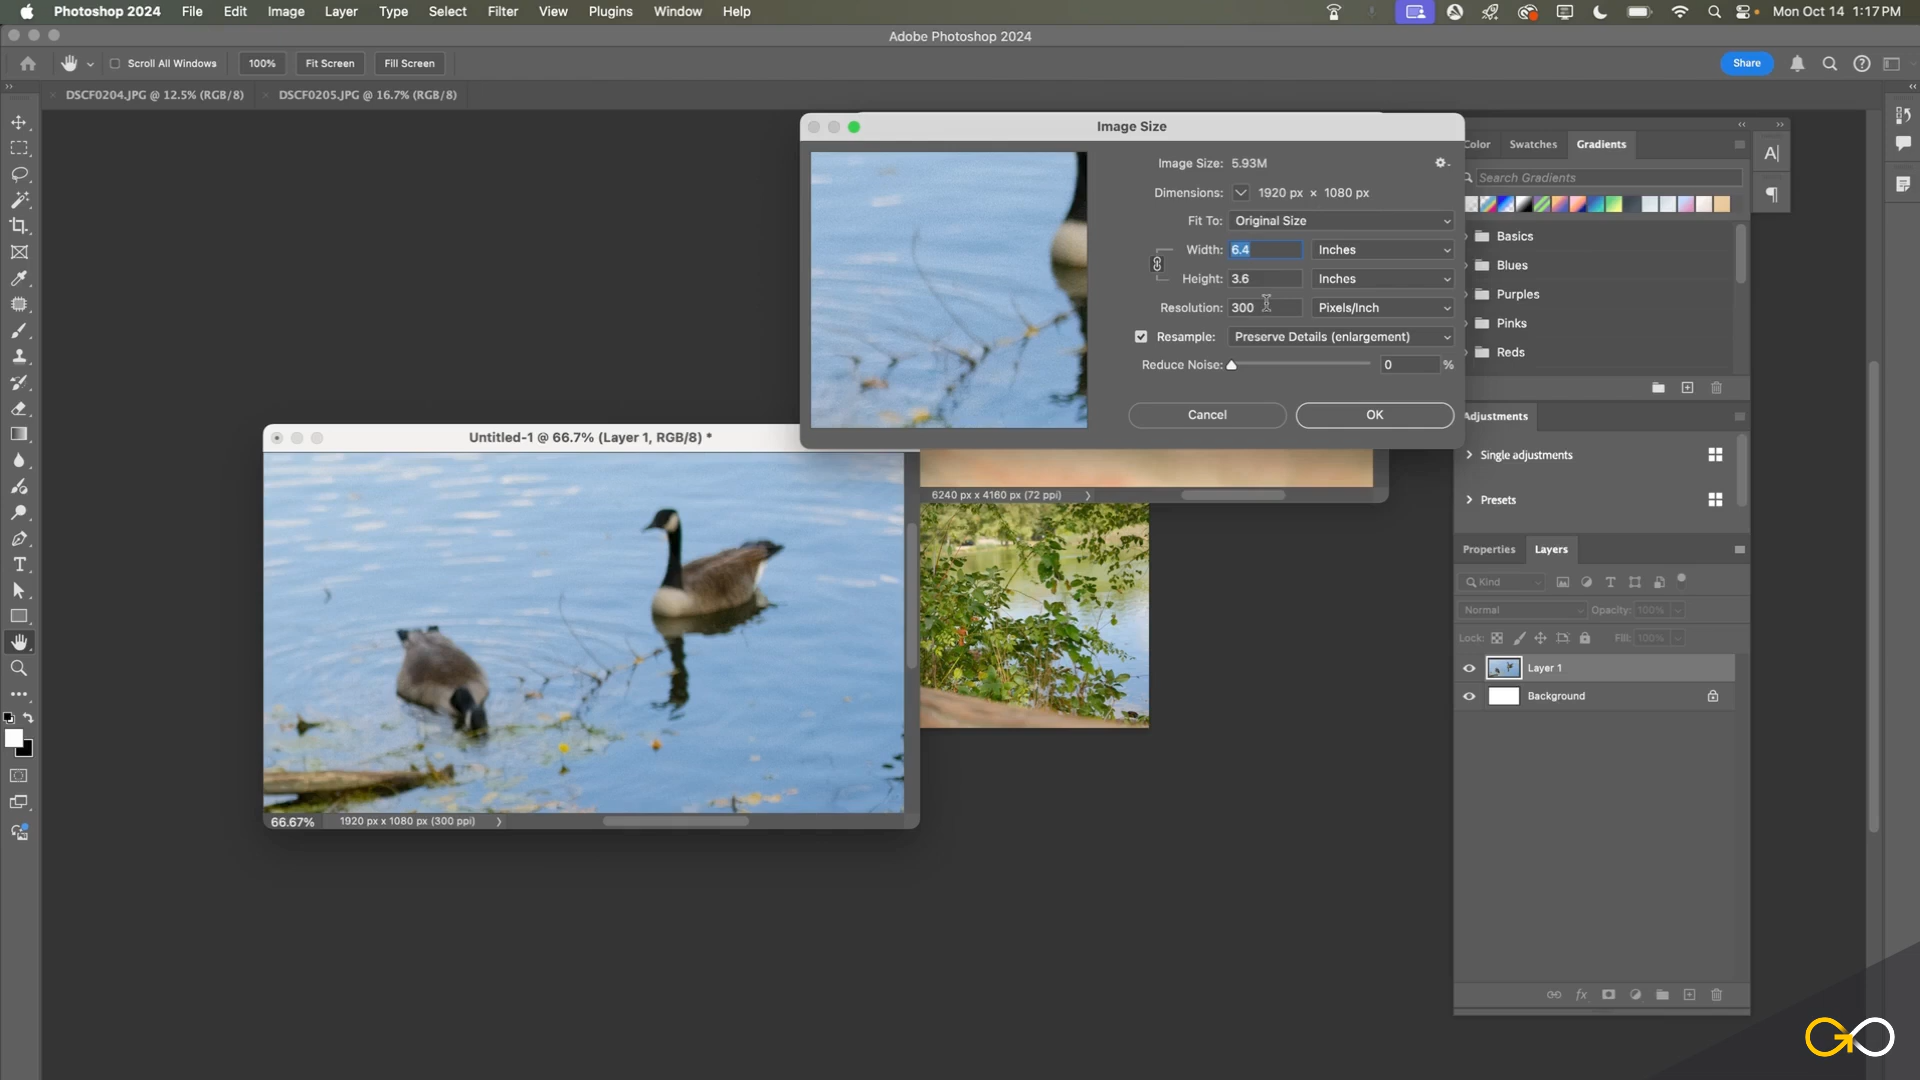 Photoshop 2024 File Edit Image Layer Type Select Filter View Plugins Window Help Mon Oct 14 1:17 PM
Adobe Photoshop 2024
Scroll All Windows 100% Fit Screen Fill Screen Share
DSCF0204.JPG @ 12.5% (RGB/8) DSCF0205.JPG @ 16.7% (RGB/8)
Image Size
Image Size: 5.93M
Dimensions: 1920 px × 1080 px
Fit To: Original Size
Width: 6.4 Inches
Height: 3.6 Inches
Resolution: 300 Pixels/Inch
Resample: Preserve Details (enlargement)
Reduce Noise: 0 %
Cancel OK
Untitled-1 @ 66.7% (Layer 1, RGB/8) *
66.67% 1920 px x 1080 px (300 ppi)
6240 px x 4160 px (72 ppi)
olor Swatches Gradients
Search Gradients
Basics
Blues
Purples
Pinks
Reds
Adjustments
Single adjustments
Presets
Properties Layers
Kind
Normal Opacity: 100%
Lock: Fill: 100%
Layer 1
Background